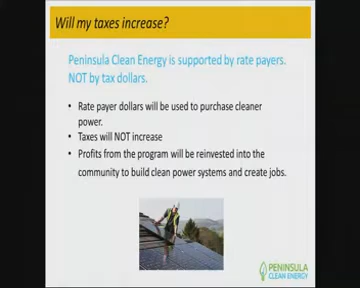 Will my taxes increase?
Peninsula Clean Energy is supported by rate payers.
NOT by tax dollars.
• Rate payer dollars will be used to purchase cleaner
power.
• Taxes will NOT increase
• Profits from the program will be reinvested into the
community to build clean power systems and create jobs.
PENINSULA
CLEAN ENERGY